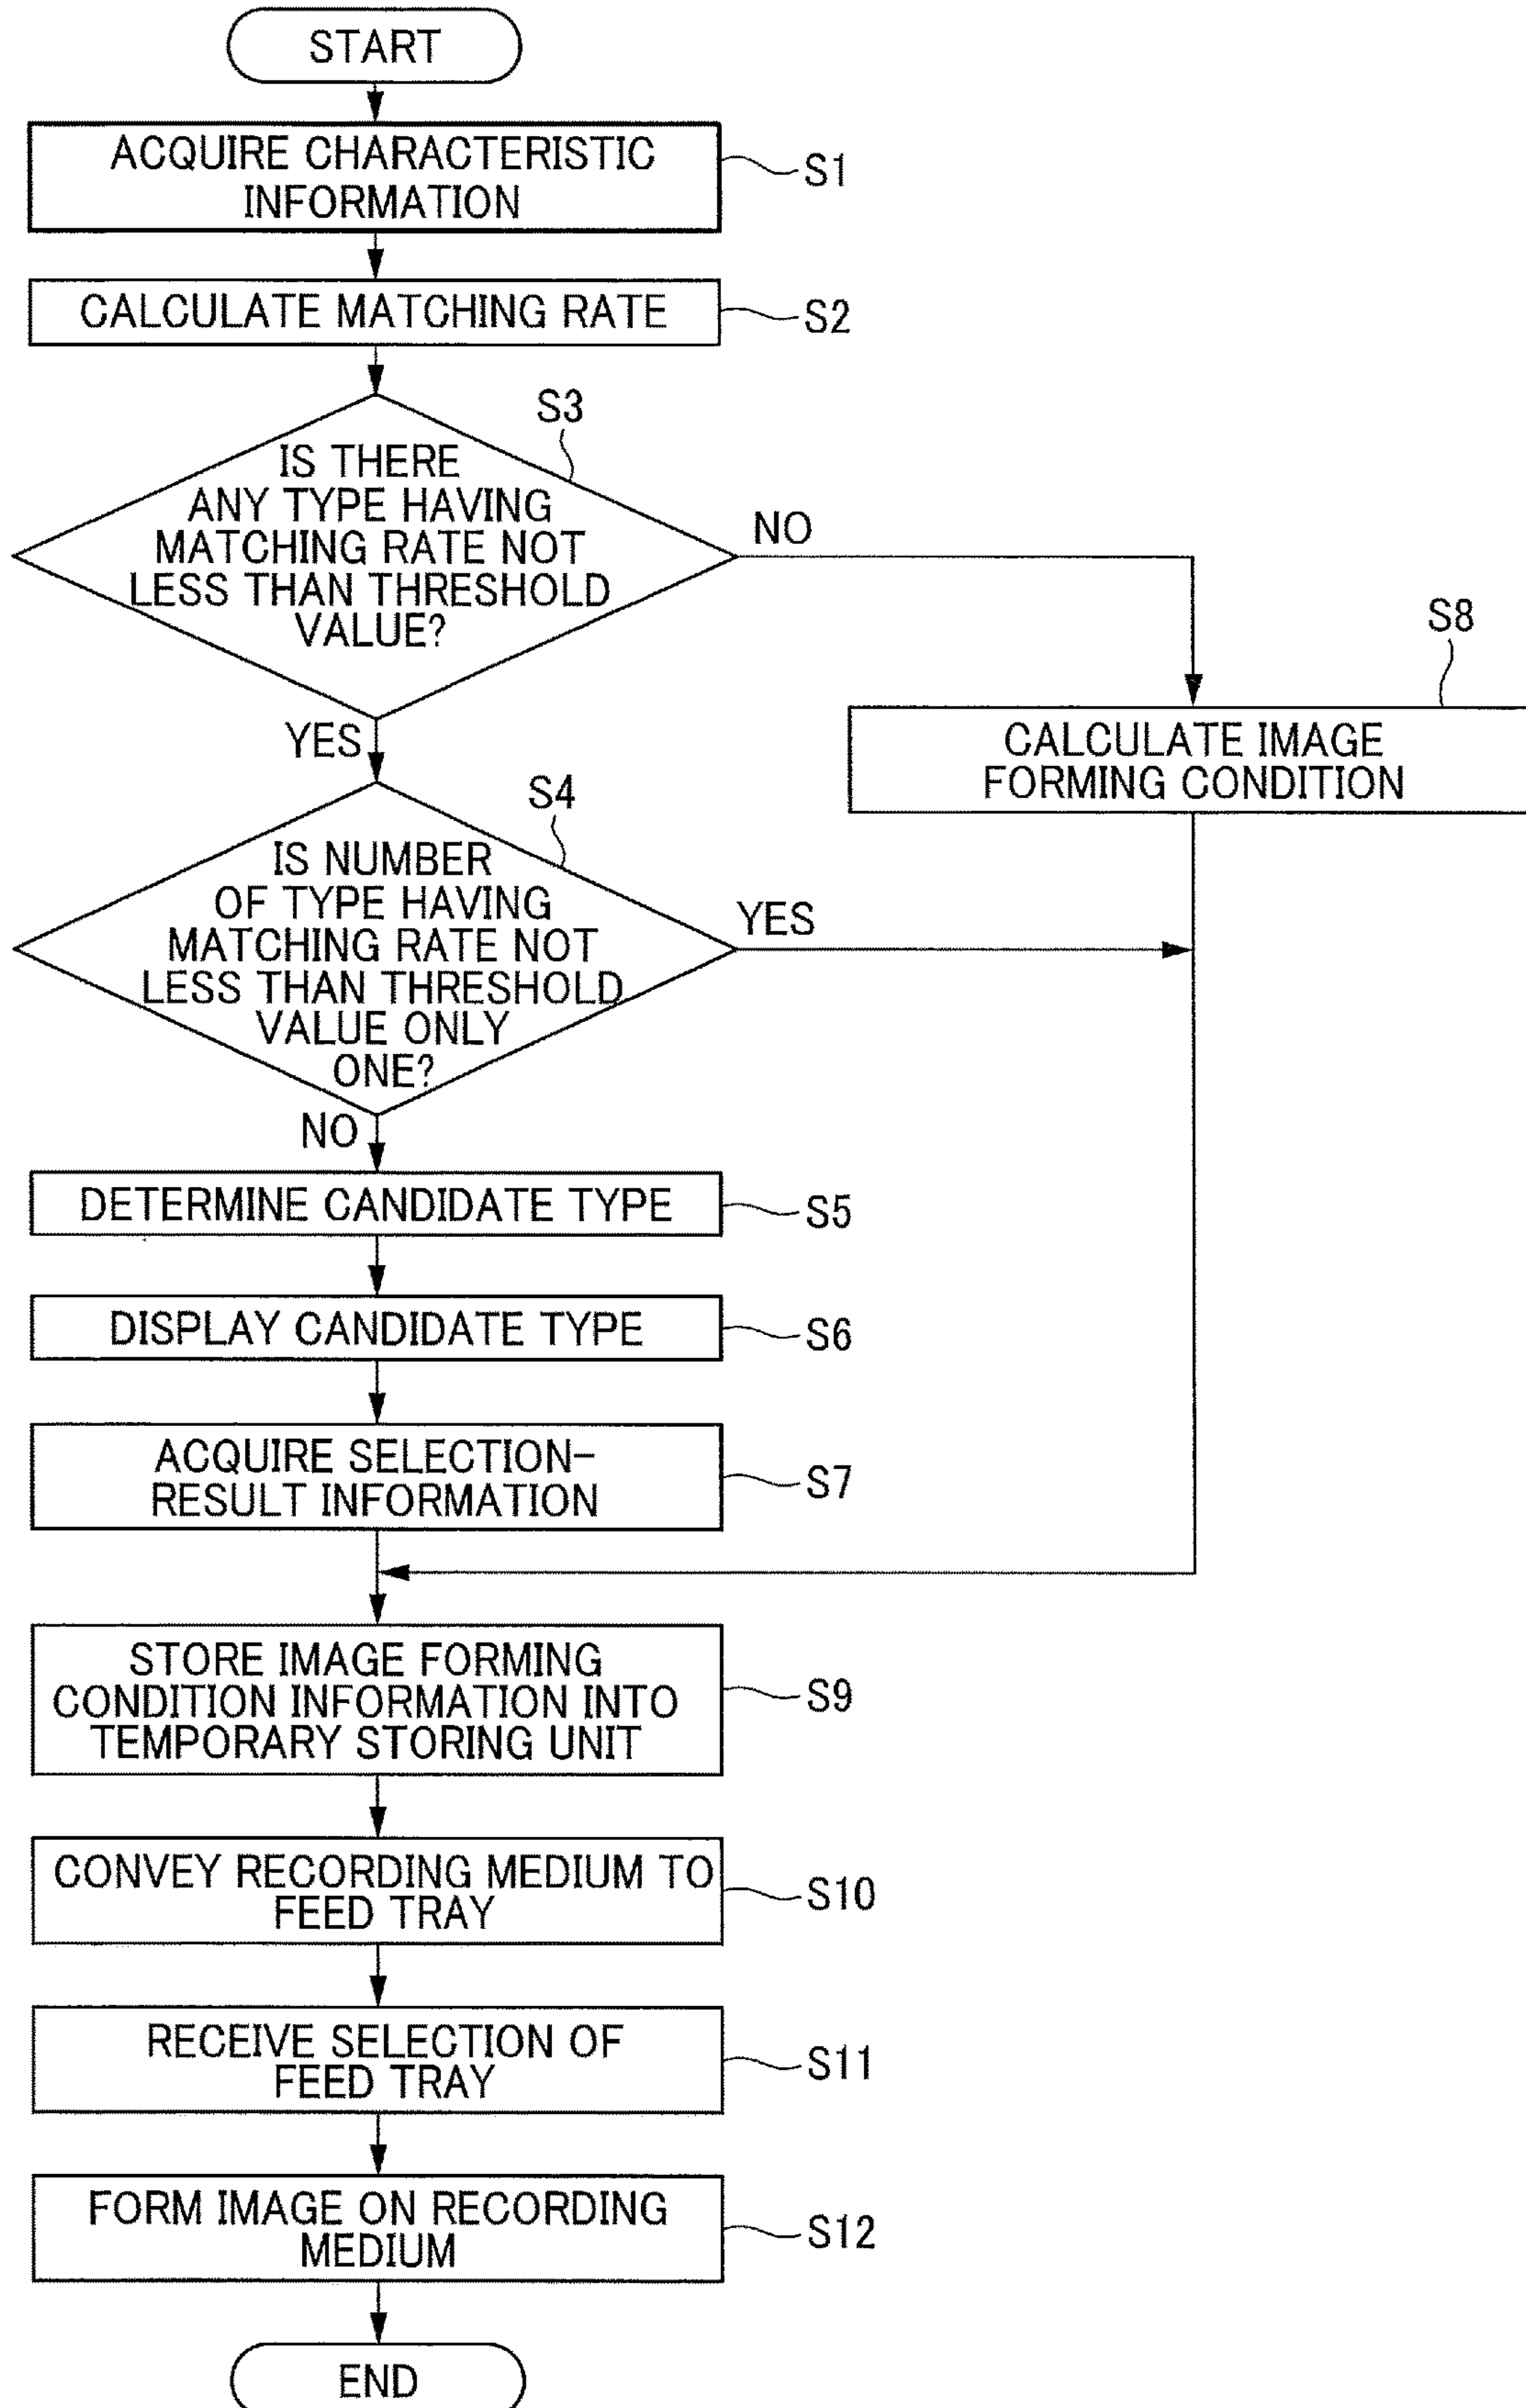 START
ACQUIRE CHARACTERISTIC
INFORMATION
S1
CALCULATE MATCHING RATE
S2
S3
IS THERE
ANY TYPE HAVING
MATCHING RATE NOT
LESS THAN THRESHOLD
VALUE?
NO
YES
S8
CALCULATE IMAGE
FORMING CONDITION
S4
IS NUMBER
OF TYPE HAVING
MATCHING RATE NOT
LESS THAN THRESHOLD
VALUE ONLY
ONE?
YES
NO
DETERMINE CANDIDATE TYPE
S5
DISPLAY CANDIDATE TYPE
S6
ACQUIRE SELECTION-
RESULT INFORMATION
S7
STORE IMAGE FORMING
CONDITION INFORMATION INTO
TEMPORARY STORING UNIT
S9
CONVEY RECORDING MEDIUM TO
FEED TRAY
S10
RECEIVE SELECTION OF
FEED TRAY
S11
FORM IMAGE ON RECORDING
MEDIUM
S12
END